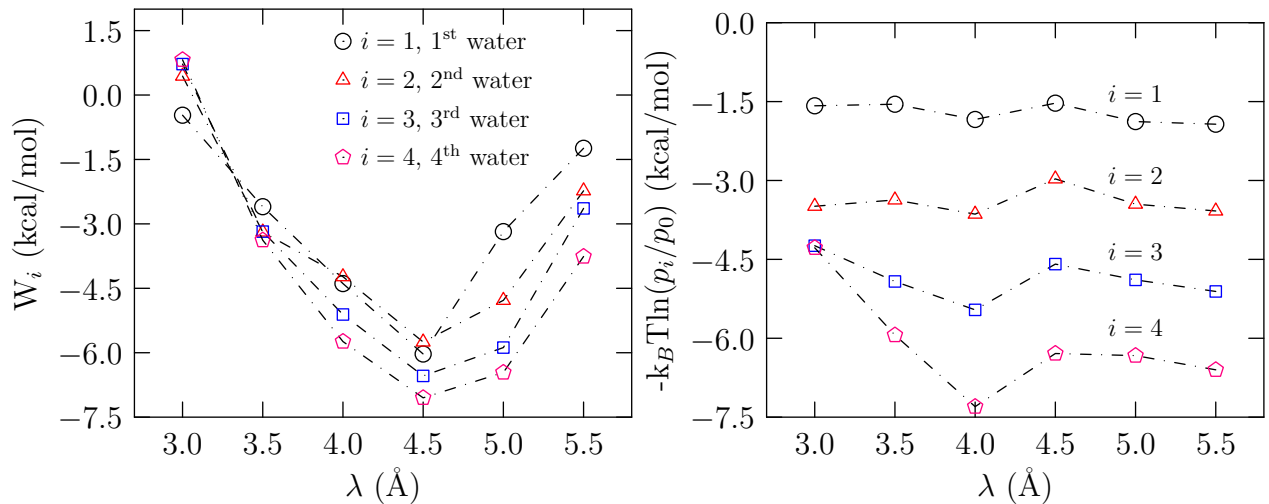 W_i (kcal/mol)
1.5
0.0
−1.5
−3.0
−4.5
−6.0
−7.5
i = 1, 1st water
i = 2, 2nd water
i = 3, 3rd water
i = 4, 4th water
3.0 3.5 4.0 4.5 5.0 5.5
λ (Å)
-k_BTln(p_i/p_0) (kcal/mol)
0.0
−1.5
−3.0
−4.5
−6.0
−7.5
i = 1
i = 2
i = 3
i = 4
3.0 3.5 4.0 4.5 5.0 5.5
λ (Å)